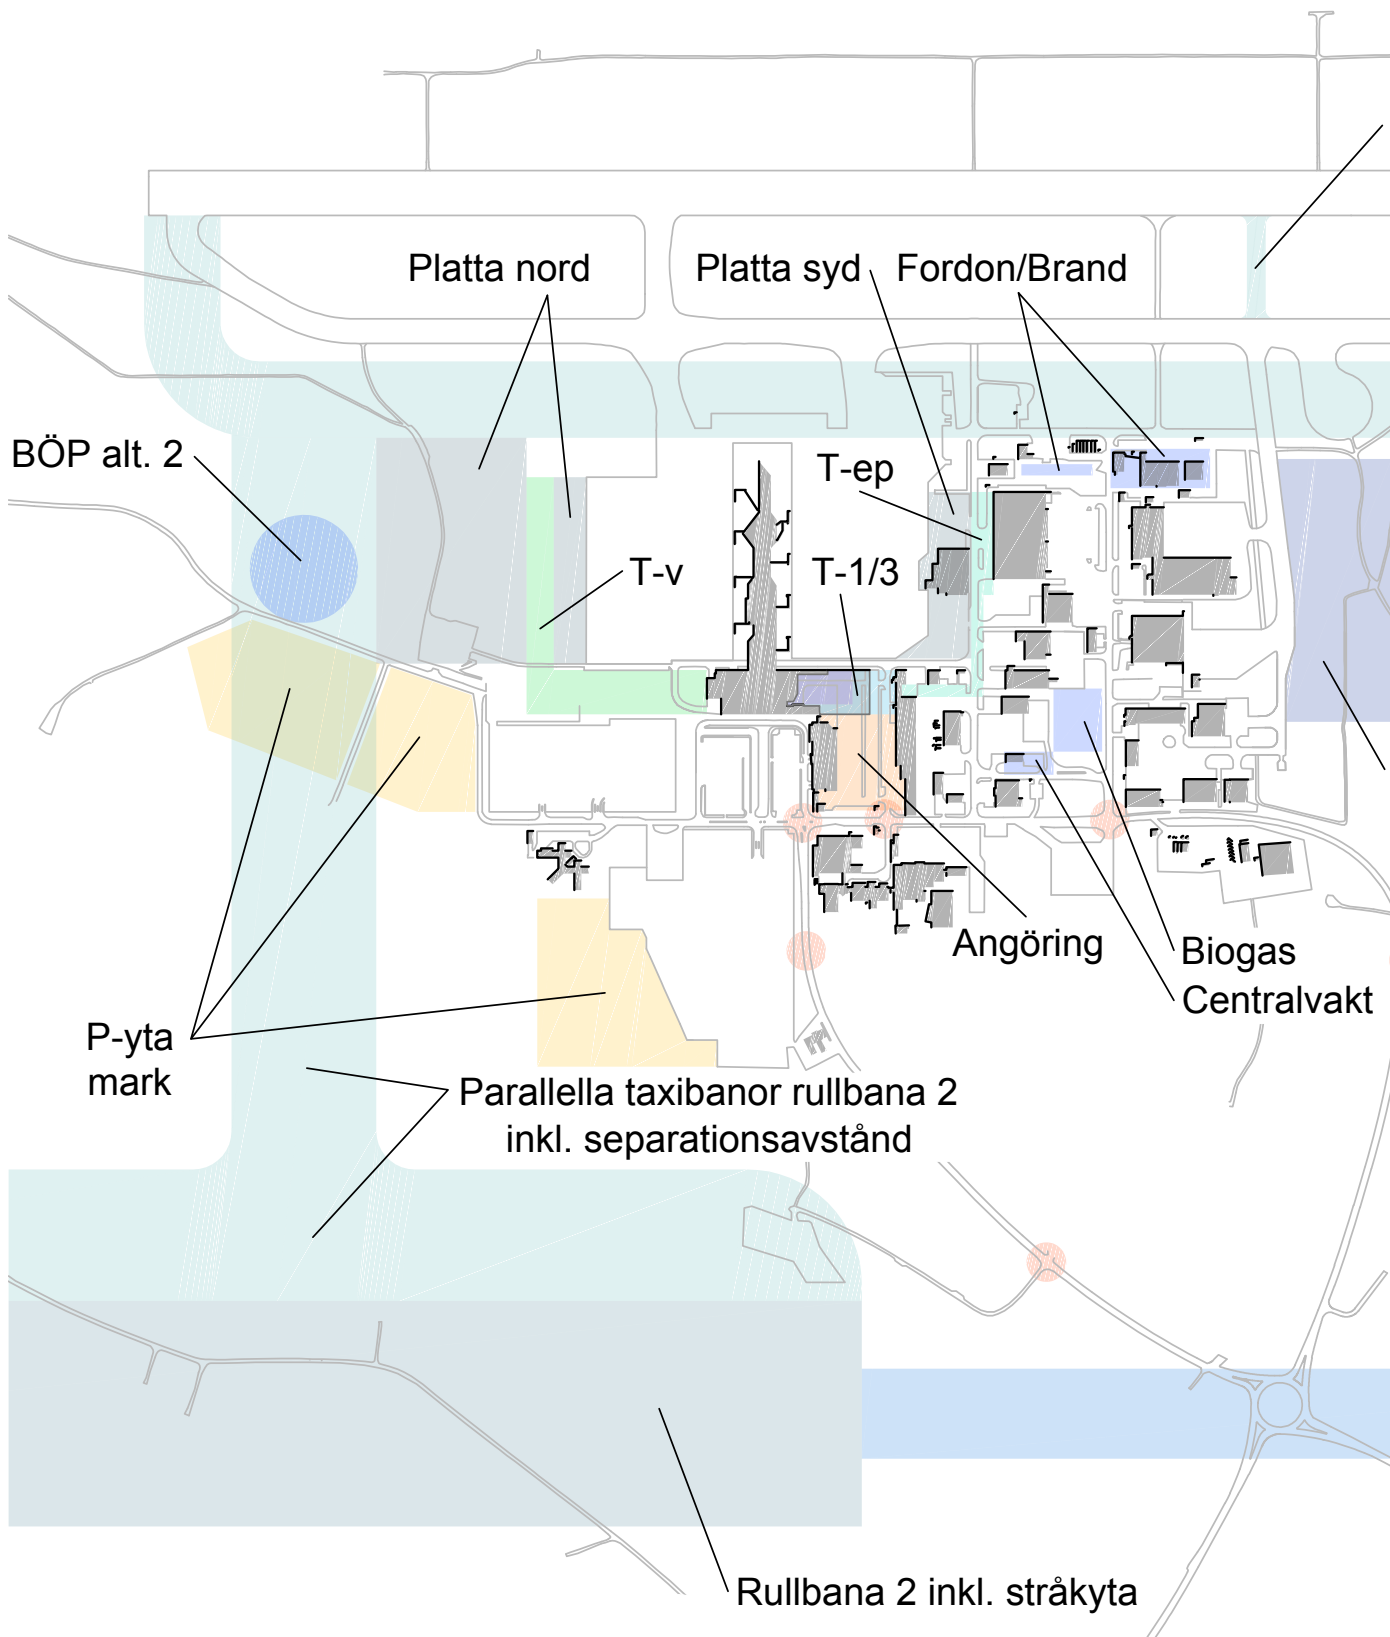 Platta nord
Platta syd
Fordon/Brand
BÖP alt. 2
T-ep
T-v
T-1/3
Angöring
Biogas
Centralvakt
P-yta
mark
Parallella taxibanor rullbana 2
inkl. separationsavstånd
Rullbana 2 inkl. stråkyta